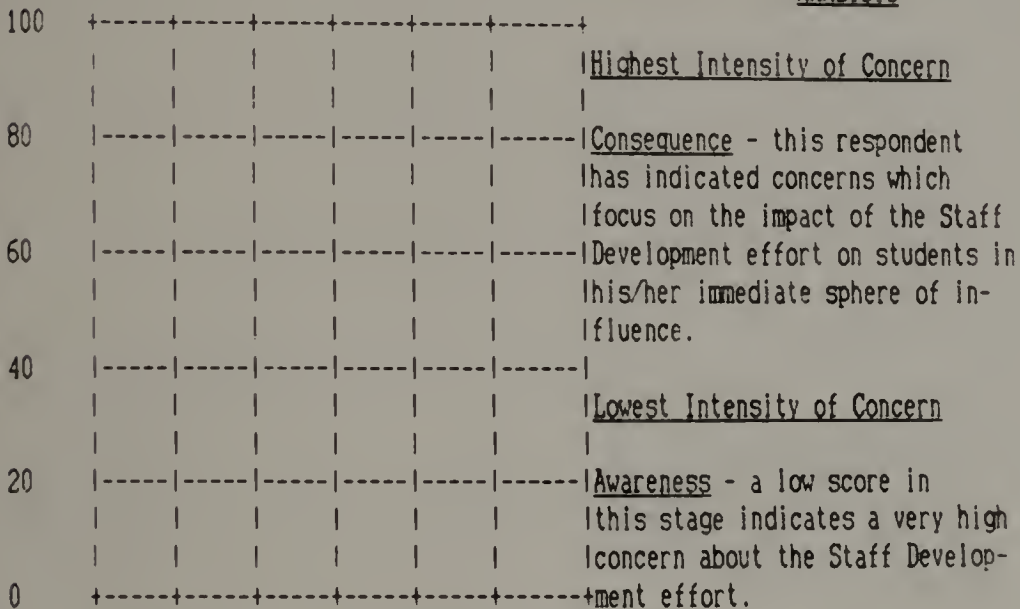 100 +-----+-----+-----+-----+-----+-----+
| | | | | | |Highest Intensity of Concern
| | | | | | |
80 |-----|-----|-----|-----|-----|-----|Consequence - this respondent
| | | | | | |has indicated concerns which
| | | | | | |focus on the impact of the Staff
60 |-----|-----|-----|-----|-----|-----|Development effort on students in
| | | | | | |his/her immediate sphere of in-
| | | | | | |fluence.
40 |-----|-----|-----|-----|-----|-----|
| | | | | | |Lowest Intensity of Concern
| | | | | | |
20 |-----|-----|-----|-----|-----|-----|Awareness - a low score in
| | | | | | |this stage indicates a very high
| | | | | | |concern about the Staff Develop-
0 +-----+-----+-----+-----+-----+-----+ment effort.